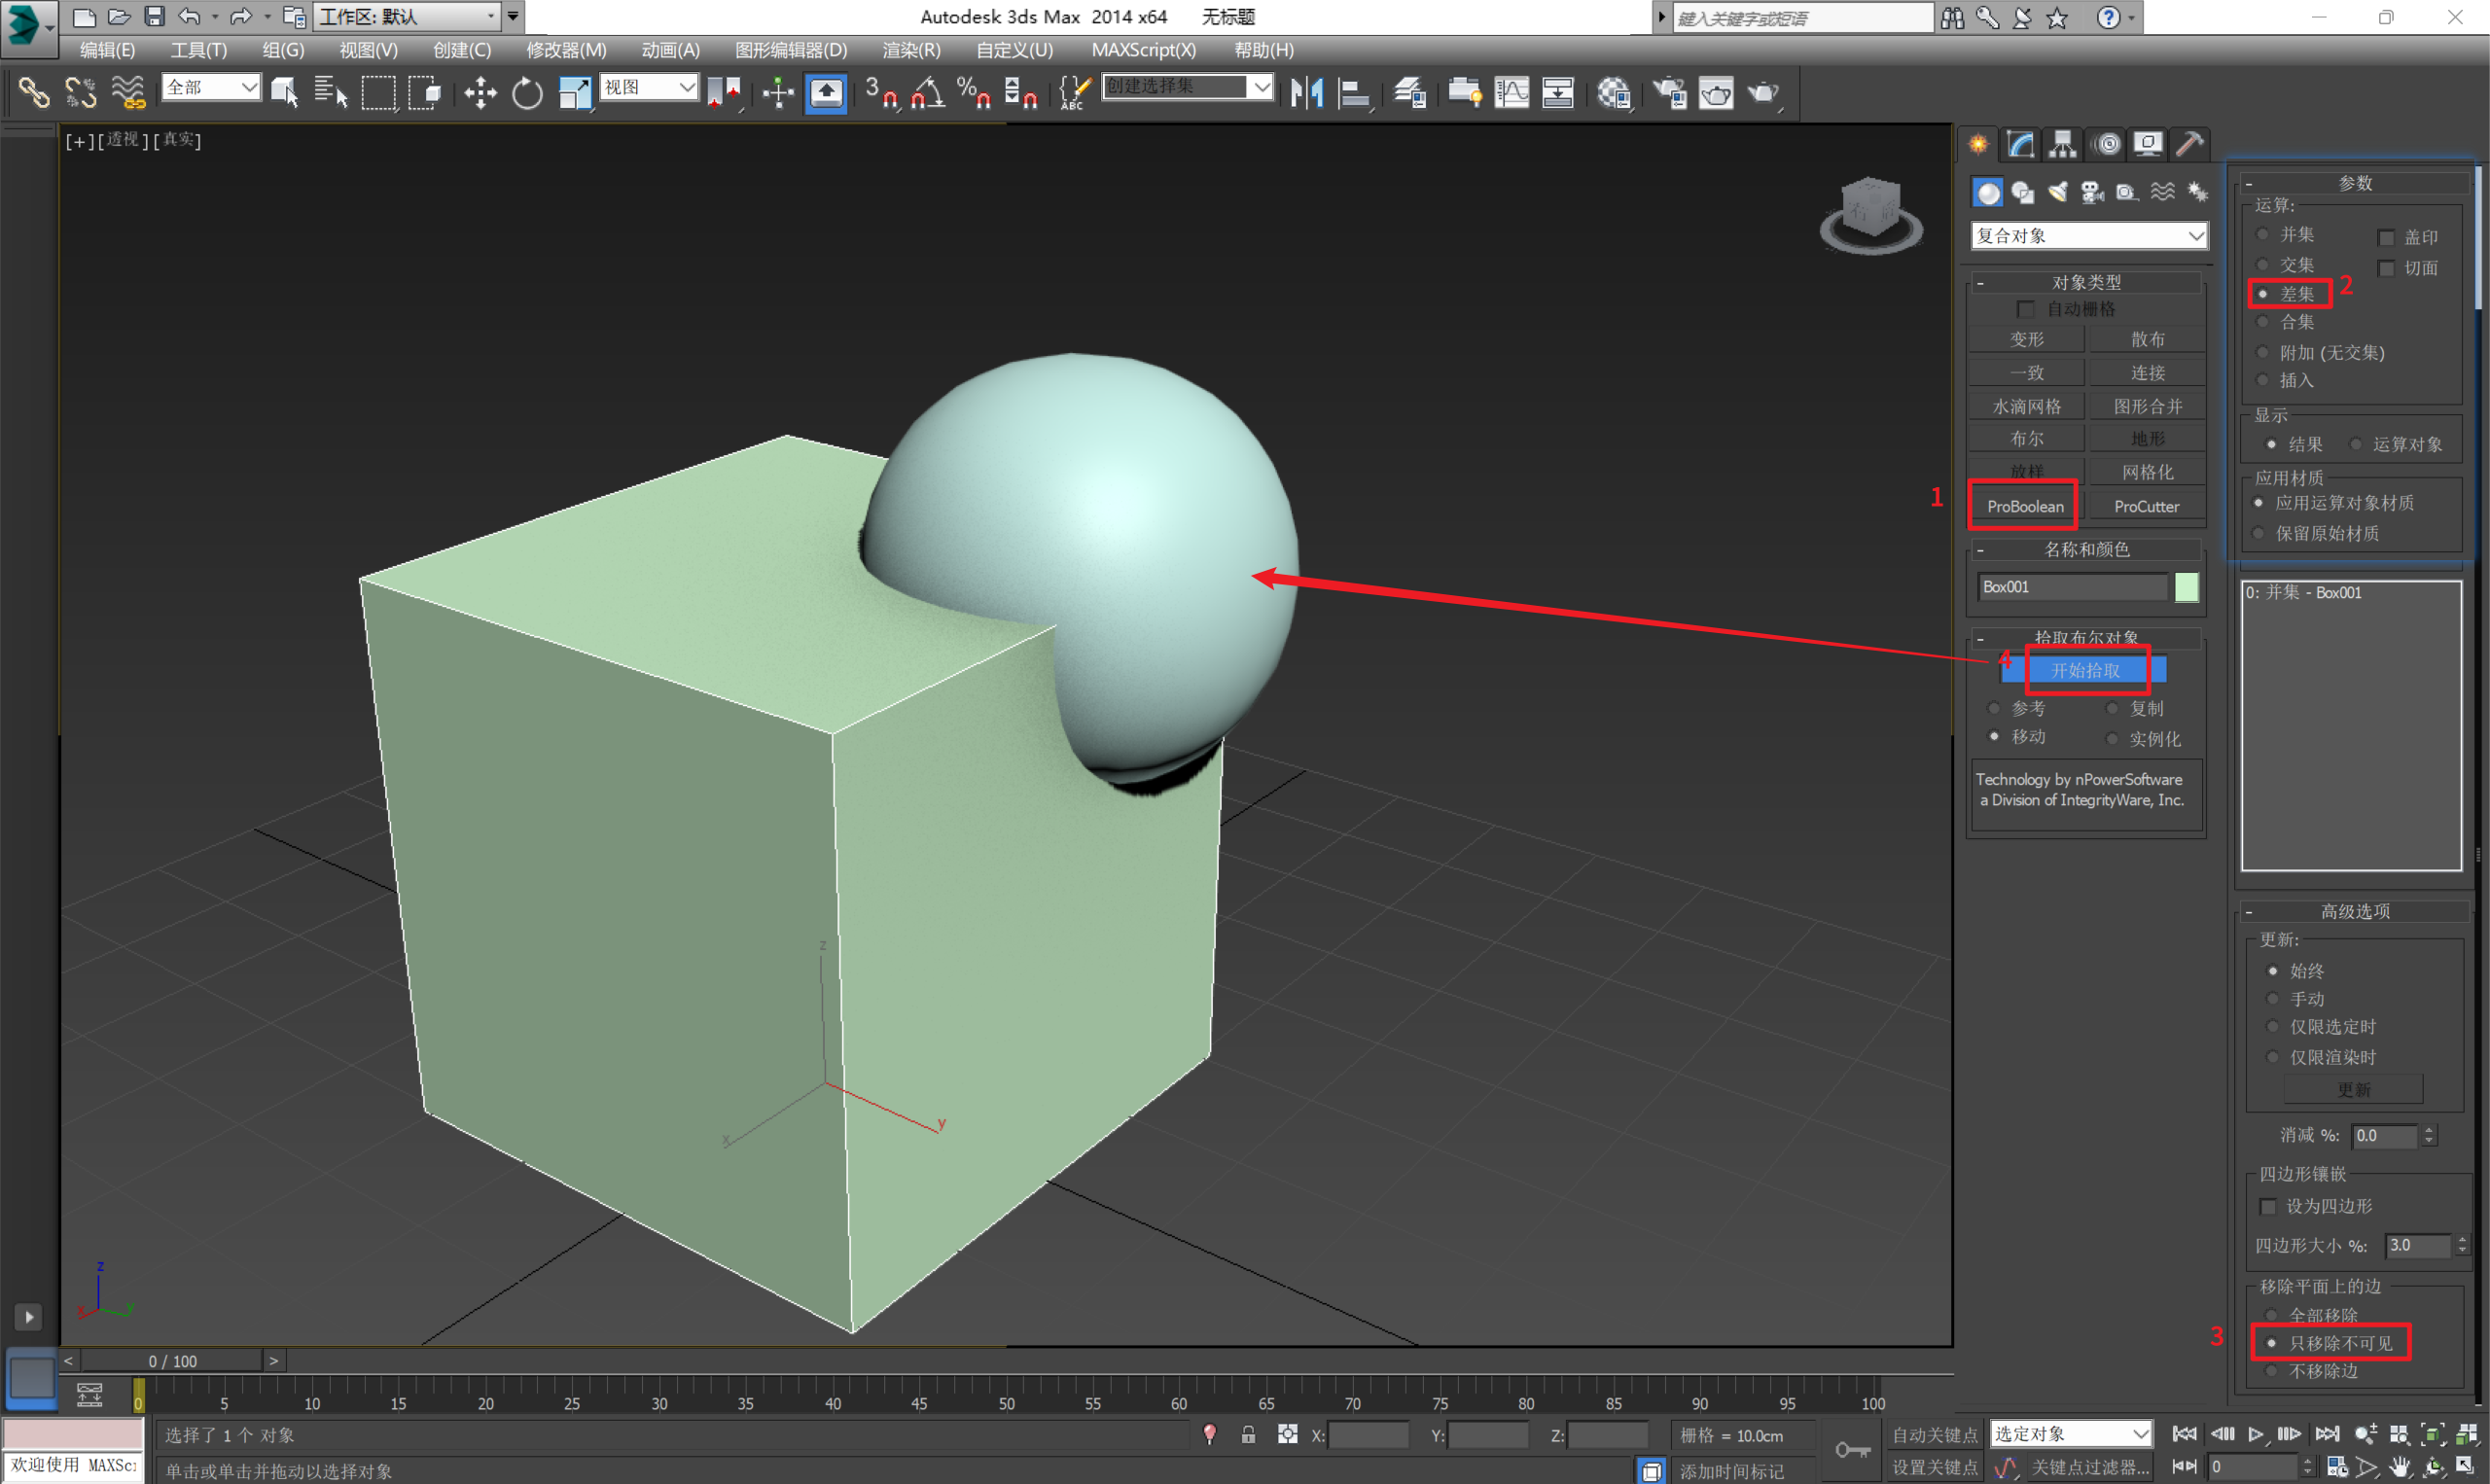 工作区: 默认
Autodesk 3ds Max 2014 x64 无标题
键入关键字或短语
编辑(E) 工具(T) 组(G) 视图(V) 创建(C) 修改器(M) 动画(A) 图形编辑器(D) 渲染(R) 自定义(U) MAXScript(X) 帮助(H)
全部
视图
3
%
ABC
创建选择集
[+][透视][真实]
z
x
y
z
x
y
复合对象
对象类型
自动栅格
变形 散布
一致 连接
水滴网格 图形合并
布尔 地形
放样 网格化
1
ProBoolean ProCutter
名称和颜色
Box001
拾取布尔对象
4
开始拾取
参考 复制
移动 实例化
Technology by nPowerSoftware
a Division of IntegrityWare, Inc.
参数
运算:
并集 盖印
交集 切面
差集 2
合集
附加 (无交集)
插入
显示
结果 运算对象
应用材质
应用运算对象材质
保留原始材质
0: 并集 - Box001
高级选项
更新:
始终
手动
仅限选定时
仅限渲染时
更新
消减 %: 0.0
四边形镶嵌
设为四边形
四边形大小 %: 3.0
移除平面上的边
全部移除
3 只移除不可见
不移除边
< 0 / 100 >
0 5 10 15 20 25 30 35 40 45 50 55 60 65 70 75 80 85 90 95 100
选择了 1 个 对象
X: Y: Z: 栅格 = 10.0cm
自动关键点 选定对象
欢迎使用 MAXSc
单击或单击并拖动以选择对象
添加时间标记
设置关键点 关键点过滤器... 0